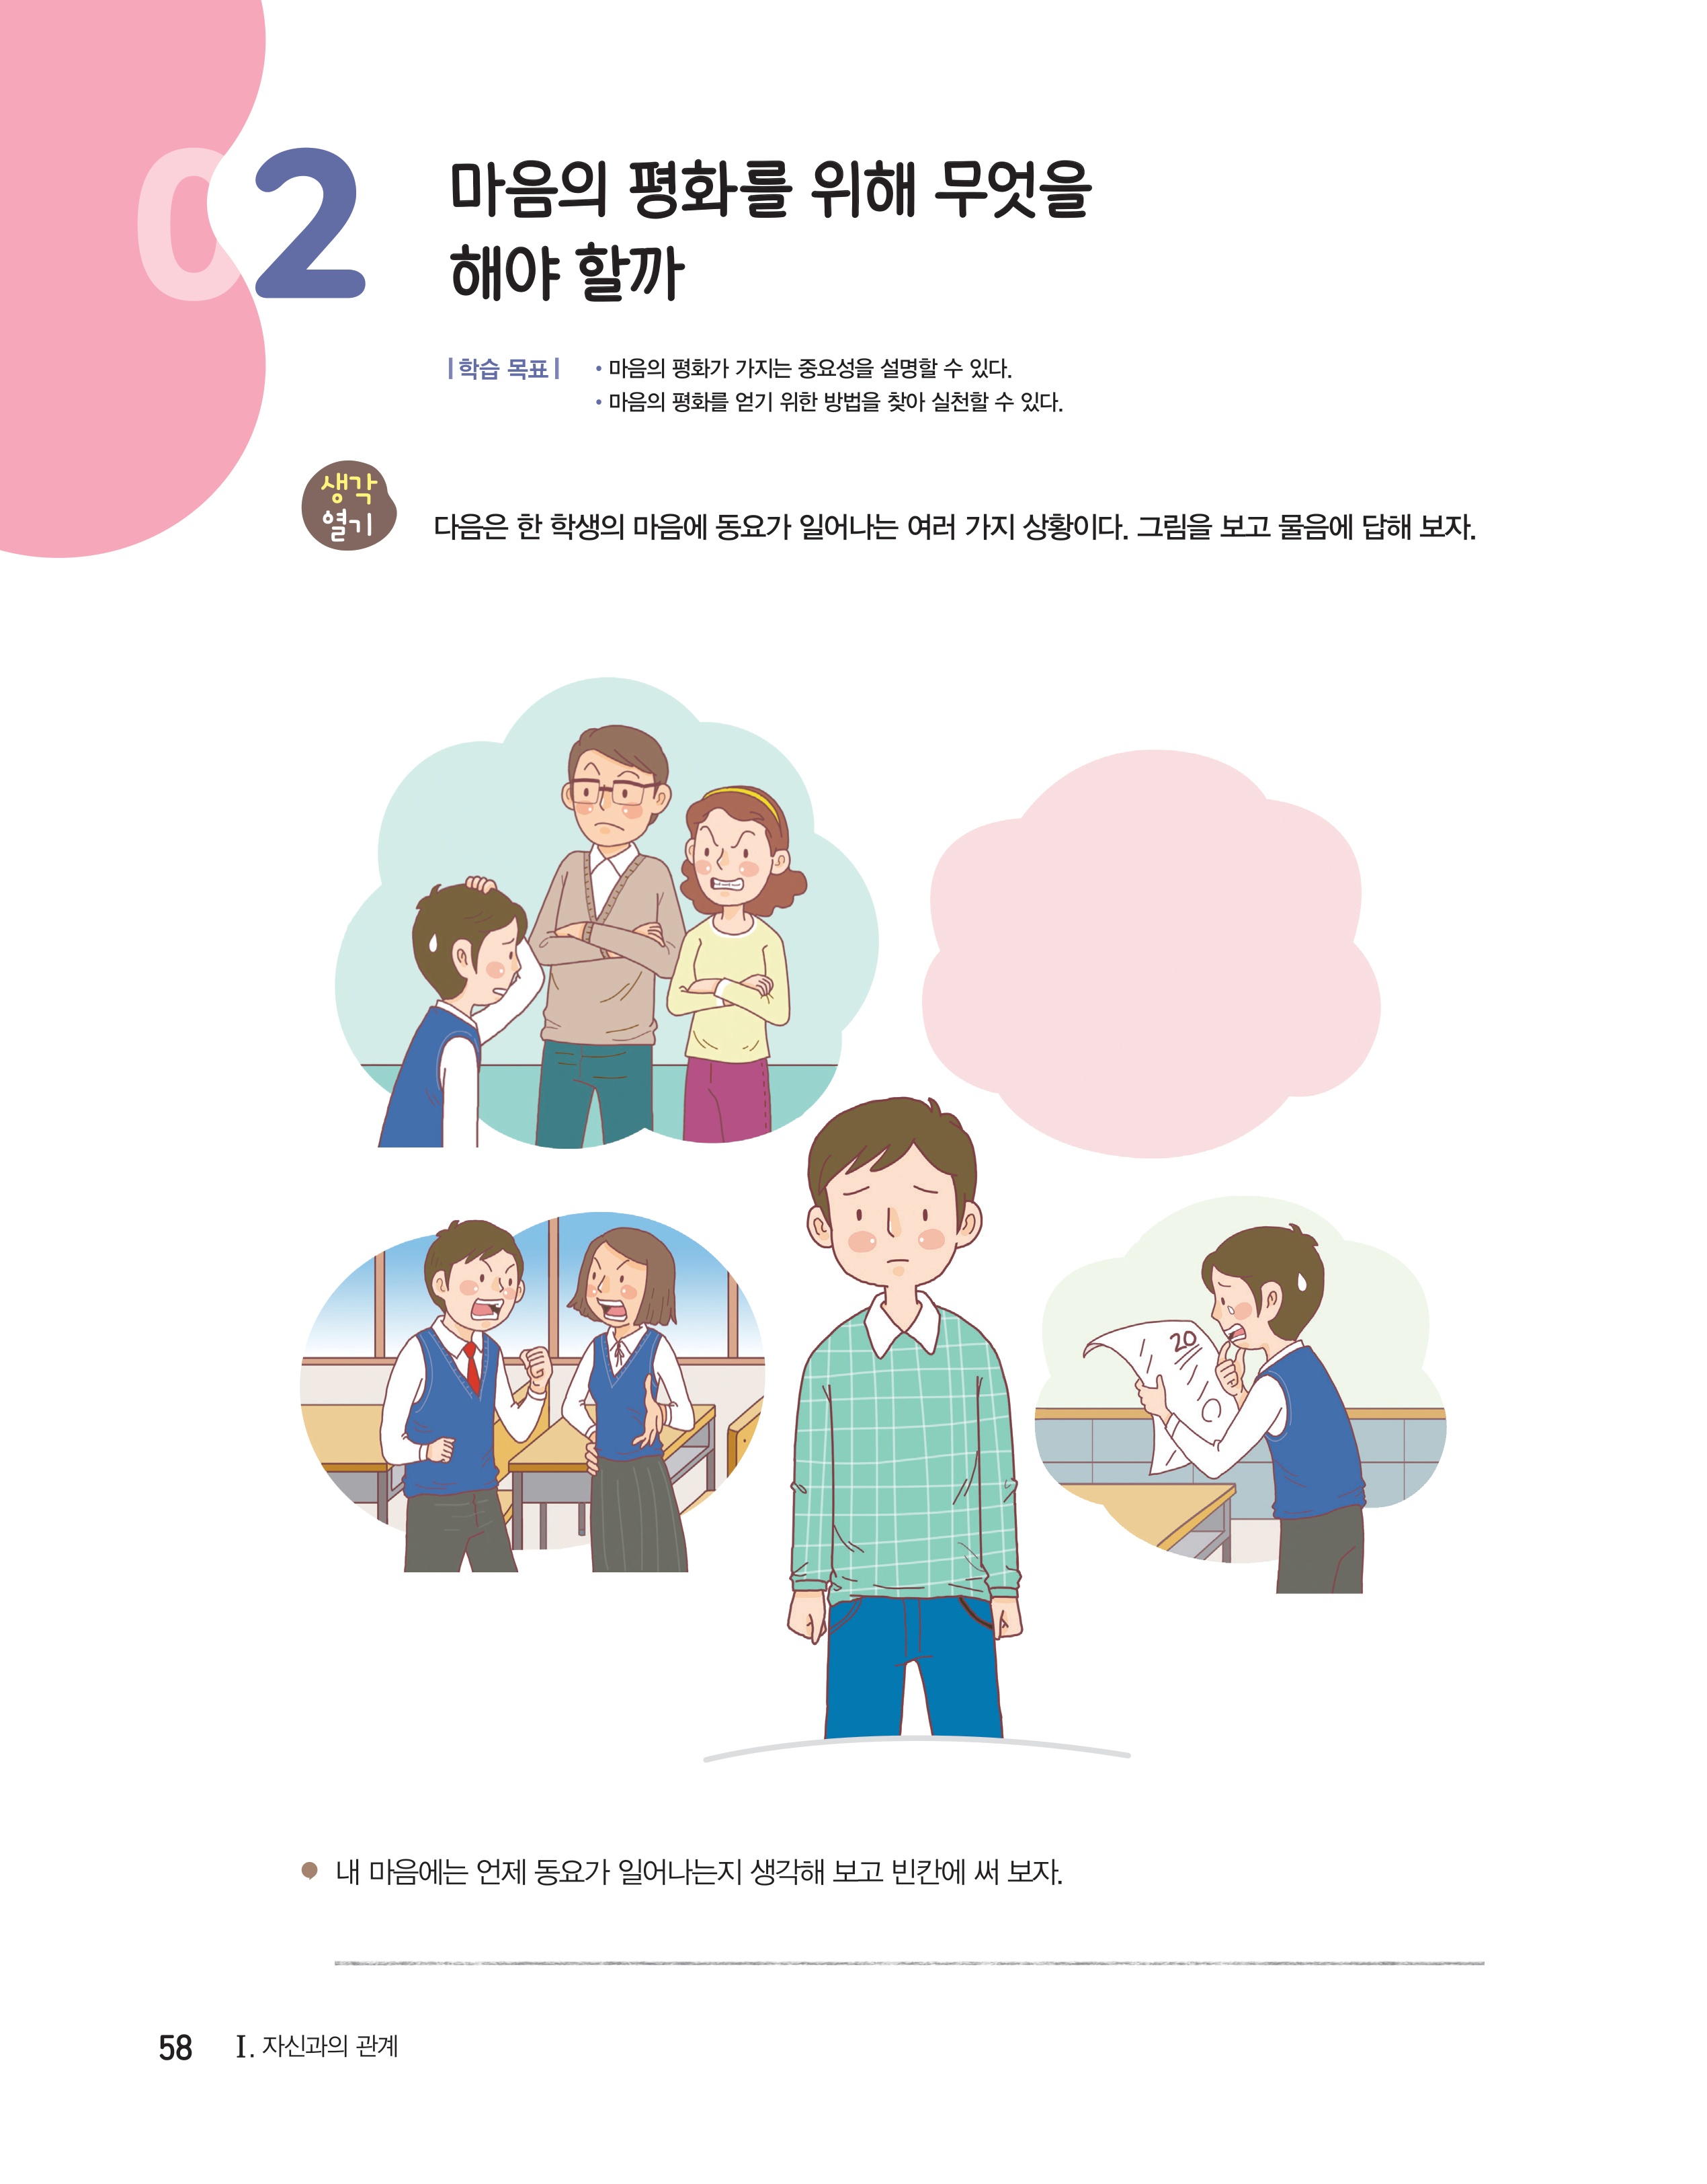 02
마음의 평화를 위해 무엇을
해야 할까
학습 목표
• 마음의 평화가 가지는 중요성을 설명할 수 있다.
• 마음의 평화를 얻기 위한 방법을 찾아 실천할 수 있다.
생각
열기
다음은 한 학생의 마음에 동요가 일어나는 여러 가지 상황이다. 그림을 보고 물음에 답해 보자.
20
내 마음에는 언제 동요가 일어나는지 생각해 보고 빈칸에 써 보자.
58 Ⅰ. 자신과의 관계